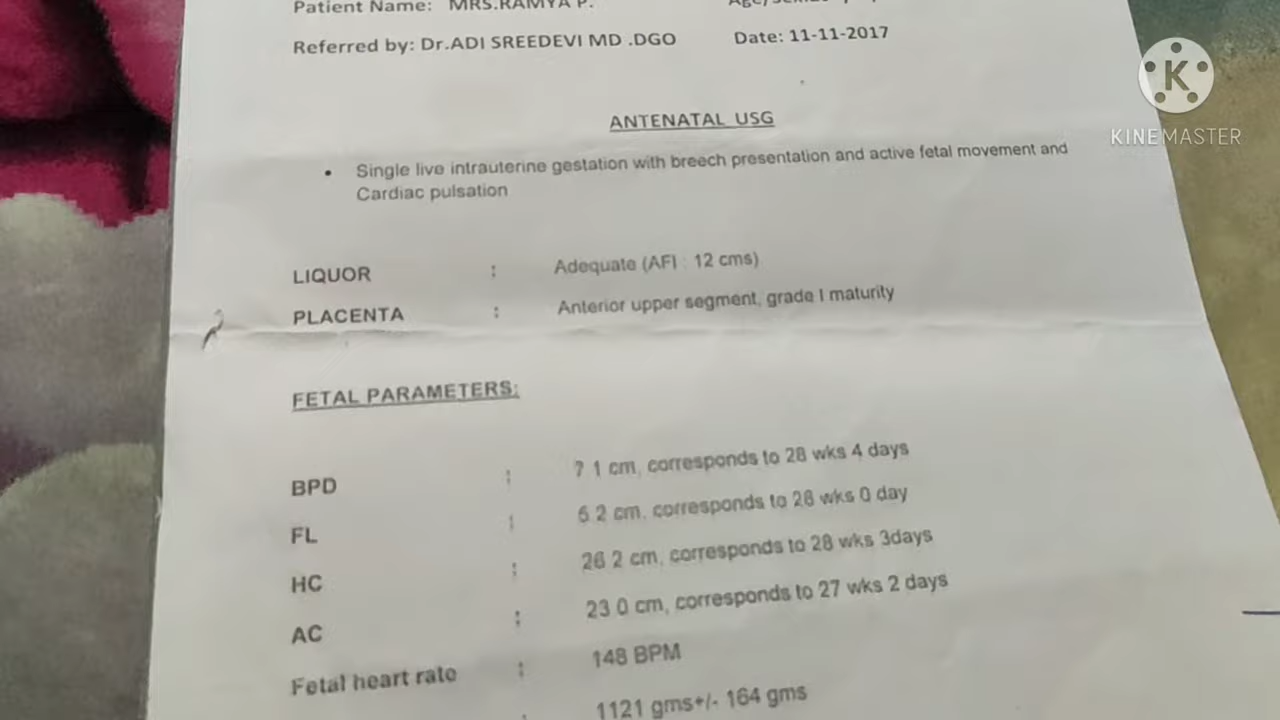 Patient Name: MRS.RAMYA P.
Referred by: Dr.ADI SREEDEVI MD .DGO Date: 11-11-2017
ANTENATAL USG
• Single live intrauterine gestation with breech presentation and active fetal movement and
Cardiac pulsation
LIQUOR : Adequate (AFI : 12 cms)
PLACENTA : Anterior upper segment, grade I maturity
FETAL PARAMETERS:
BPD : 7 1 cm, corresponds to 28 wks 4 days
FL : 5 2 cm, corresponds to 28 wks 0 day
HC : 26 2 cm, corresponds to 28 wks 3days
AC : 23 0 cm, corresponds to 27 wks 2 days
Fetal heart rate : 148 BPM
: 1121 gms+/- 164 gms
K
KINEMASTER